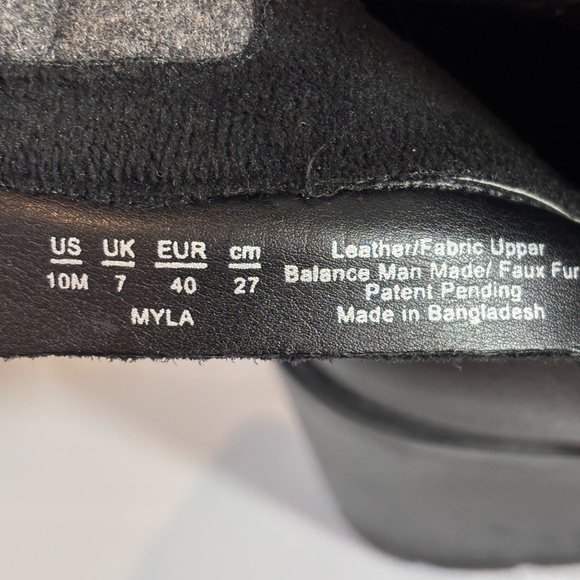 US UK EUR cm
10M 7 40 27
MYLA
Leather/Fabric Upper
Balance Man Made/ Faux Fur
Patent Pending
Made in Bangladesh